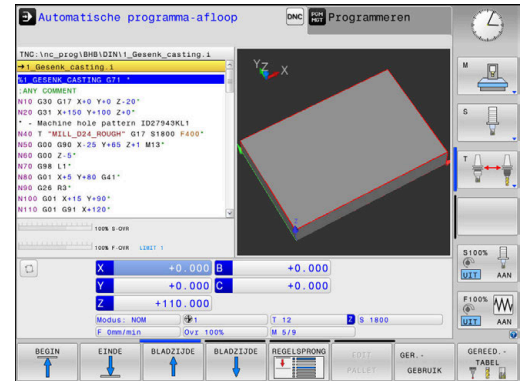 Automatische programma-afloop
DNC PGM MGT Programmeren
TNC:\nc_prog\BHB\DIN\1_Gesenk_casting.i
→1_Gesenk_casting.i
%1_GESENK_CASTING G71 *
;ANY COMMENT
N10 G30 G17 X+0 Y+0 Z-20*
N20 G31 X+150 Y+100 Z+0*
* - Machine hole pattern ID27943KL1
N40 T "MILL_D24_ROUGH" G17 S1800 F400*
N50 G00 G90 X-25 Y+65 Z+1 M13*
N60 G00 Z-5*
N70 G98 L1*
N80 G01 X+5 Y+80 G41*
N90 G26 R3*
N100 G01 X+15 Y+90*
N110 G01 G91 X+120*
Y Z X
Z
M
S
T
100% S-OVR
100% F-OVR LIMIT 1
X +0.000 B +0.000
Y +0.000 C +0.000
Z +110.000
Modus: NOM 1 T 12 Z S 1800
F 0mm/min Ovr 100% M 5/9
S100%
UIT AAN
F100%
UIT AAN
BEGIN
EINDE
BLADZIJDE
BLADZIJDE
REGELSPRONG
EDIT
PALLET
GER.-
GEBRUIK
GEREED.-
TABEL